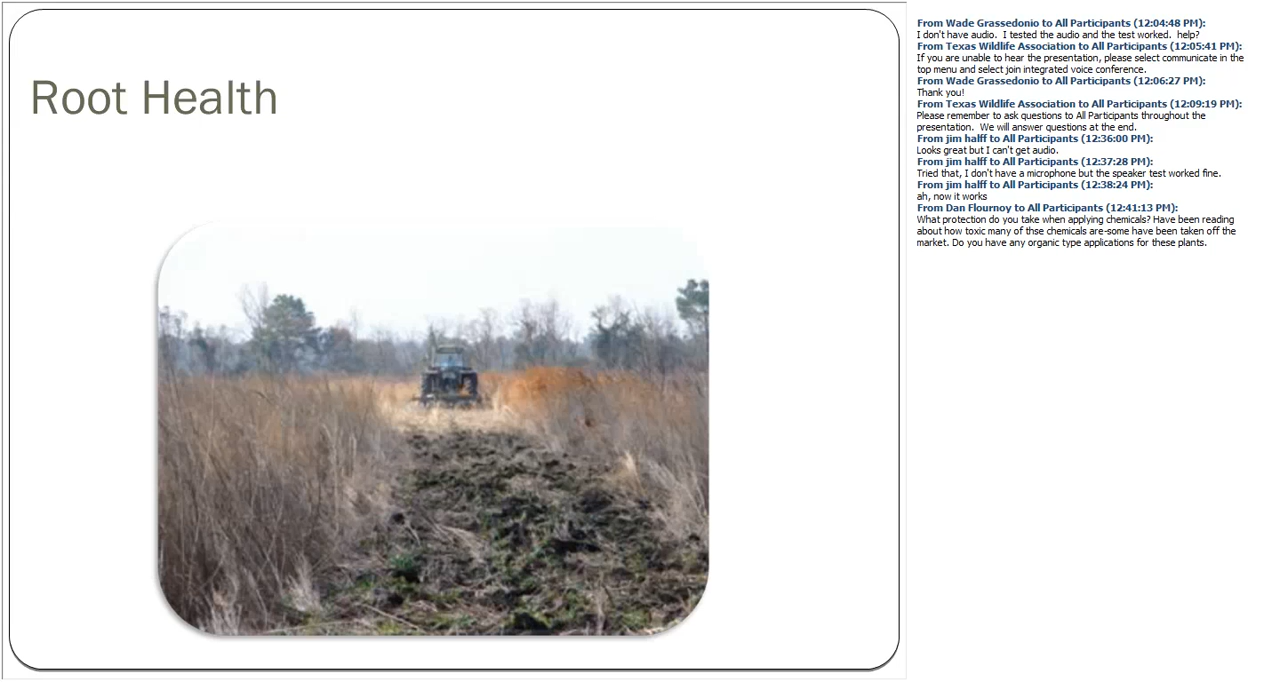 Root Health
From Wade Grassedonio to All Participants (12:04:48 PM):
I don't have audio.  I tested the audio and the test worked.  help?
From Texas Wildlife Association to All Participants (12:05:41 PM):
If you are unable to hear the presentation, please select communicate in the
top menu and select join integrated voice conference.
From Wade Grassedonio to All Participants (12:06:27 PM):
Thank you!
From Texas Wildlife Association to All Participants (12:09:19 PM):
Please remember to ask questions to All Participants throughout the
presentation.  We will answer questions at the end.
From jim halff to All Participants (12:36:00 PM):
Looks great but I can't get audio.
From jim halff to All Participants (12:37:28 PM):
Tried that, I don't have a microphone but the speaker test worked fine.
From jim halff to All Participants (12:38:24 PM):
ah, now it works
From Dan Flournoy to All Participants (12:41:13 PM):
What protection do you take when applying chemicals? Have been reading
about how toxic many of thse chemicals are-some have been taken off the
market. Do you have any organic type applications for these plants.